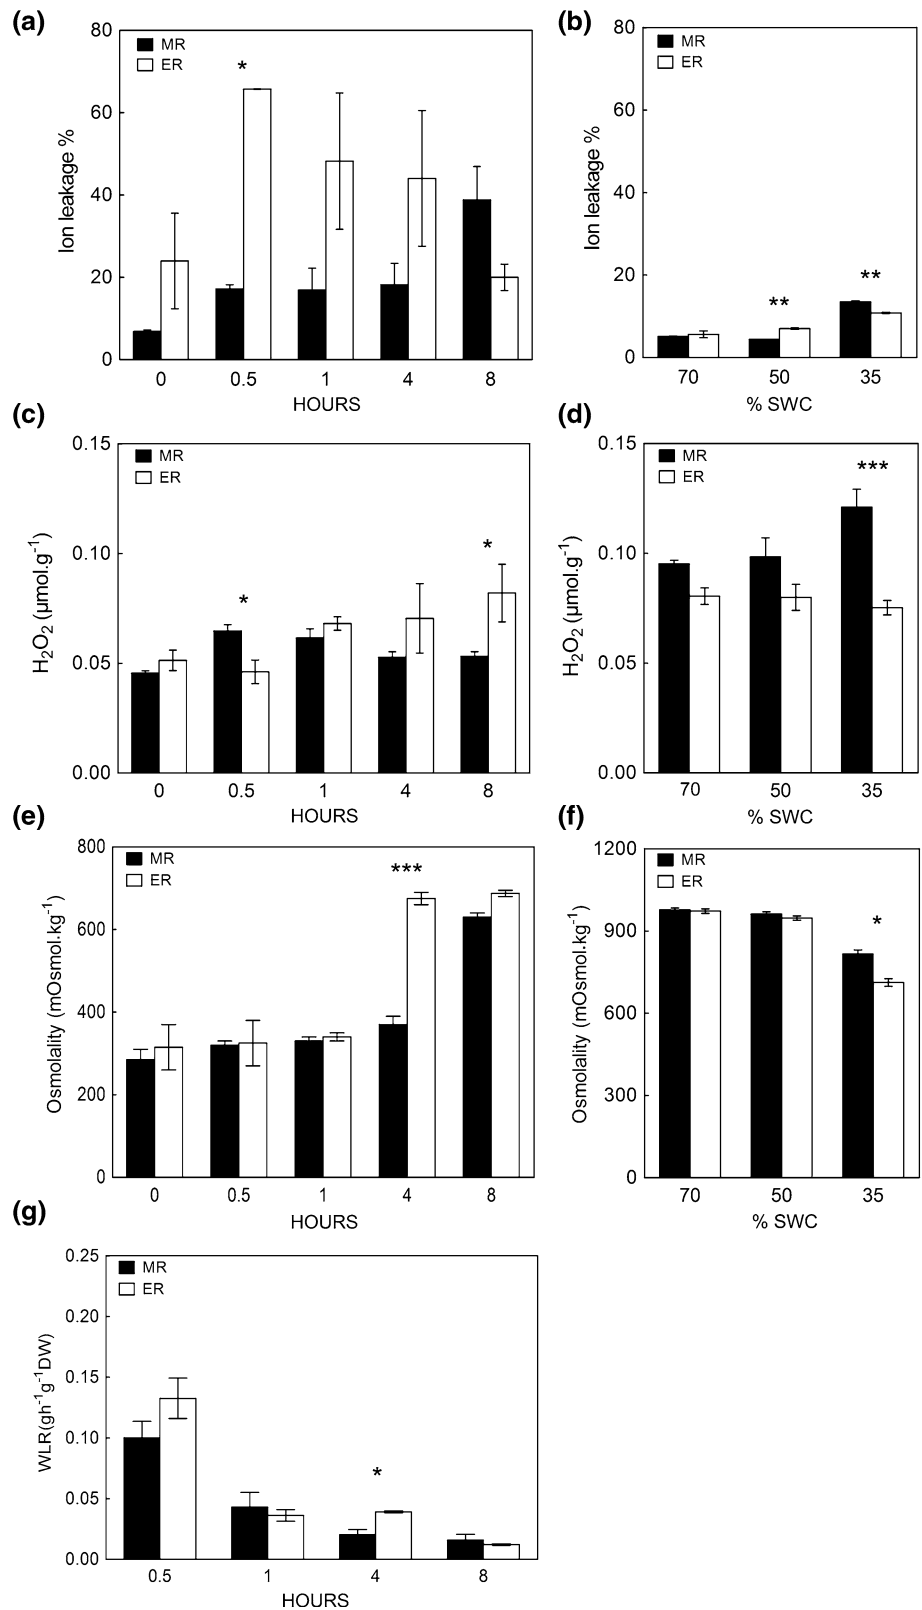 (a)
80
60
40
20
0
Ion leakage %
MR
ER
*
0 0.5 1 4 8
HOURS
(b)
80
60
40
20
0
Ion leakage %
MR
ER
** **
70 50 35
% SWC
(c)
0.15
0.10
0.05
0.00
H₂O₂ (µmol.g⁻¹)
MR
ER
* *
0 0.5 1 4 8
HOURS
(d)
0.15
0.10
0.05
0.00
H₂O₂ (µmol.g⁻¹)
MR
ER
***
70 50 35
% SWC
(e)
800
600
400
200
0
Osmolality (mOsmol.kg⁻¹)
MR
ER
***
0 0.5 1 4 8
HOURS
(f)
1200
900
600
300
0
Osmolality (mOsmol.kg⁻¹)
MR
ER
*
70 50 35
% SWC
(g)
0.25
0.20
0.15
0.10
0.05
0.00
WLR(gh⁻¹g⁻¹DW)
MR
ER
*
0.5 1 4 8
HOURS